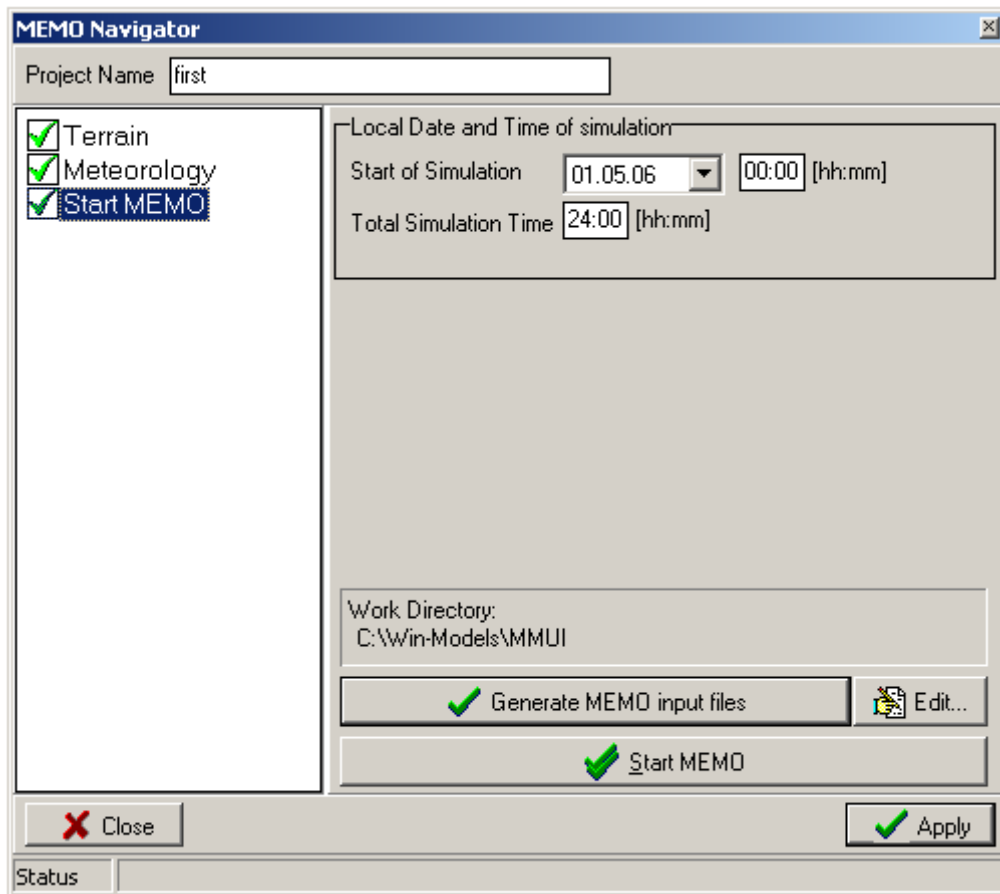 MEMO Navigator
Project Name first
Terrain
Meteorology
Start MEMO
Local Date and Time of simulation
Start of Simulation 01.05.06 00:00 [hh:mm]
Total Simulation Time 24:00 [hh:mm]
Work Directory:
C:\Win-Models\MMUI
Generate MEMO input files Edit...
Start MEMO
Close Apply
Status